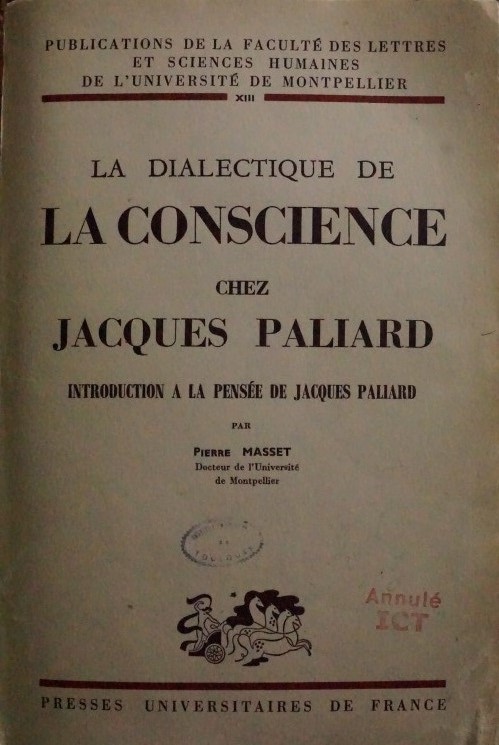 PUBLICATIONS DE LA FACULTÉ DES LETTRES
ET SCIENCES HUMAINES
DE L'UNIVERSITÉ DE MONTPELLIER
XIII
LA DIALECTIQUE DE
LA CONSCIENCE
CHEZ
JACQUES PALIARD
INTRODUCTION A LA PENSÉE DE JACQUES PALIARD
PAR
PIERRE MASSET
Docteur de l'Université
de Montpellier
TOULOUSE
Annulé
ICT
PRESSES UNIVERSITAIRES DE FRANCE